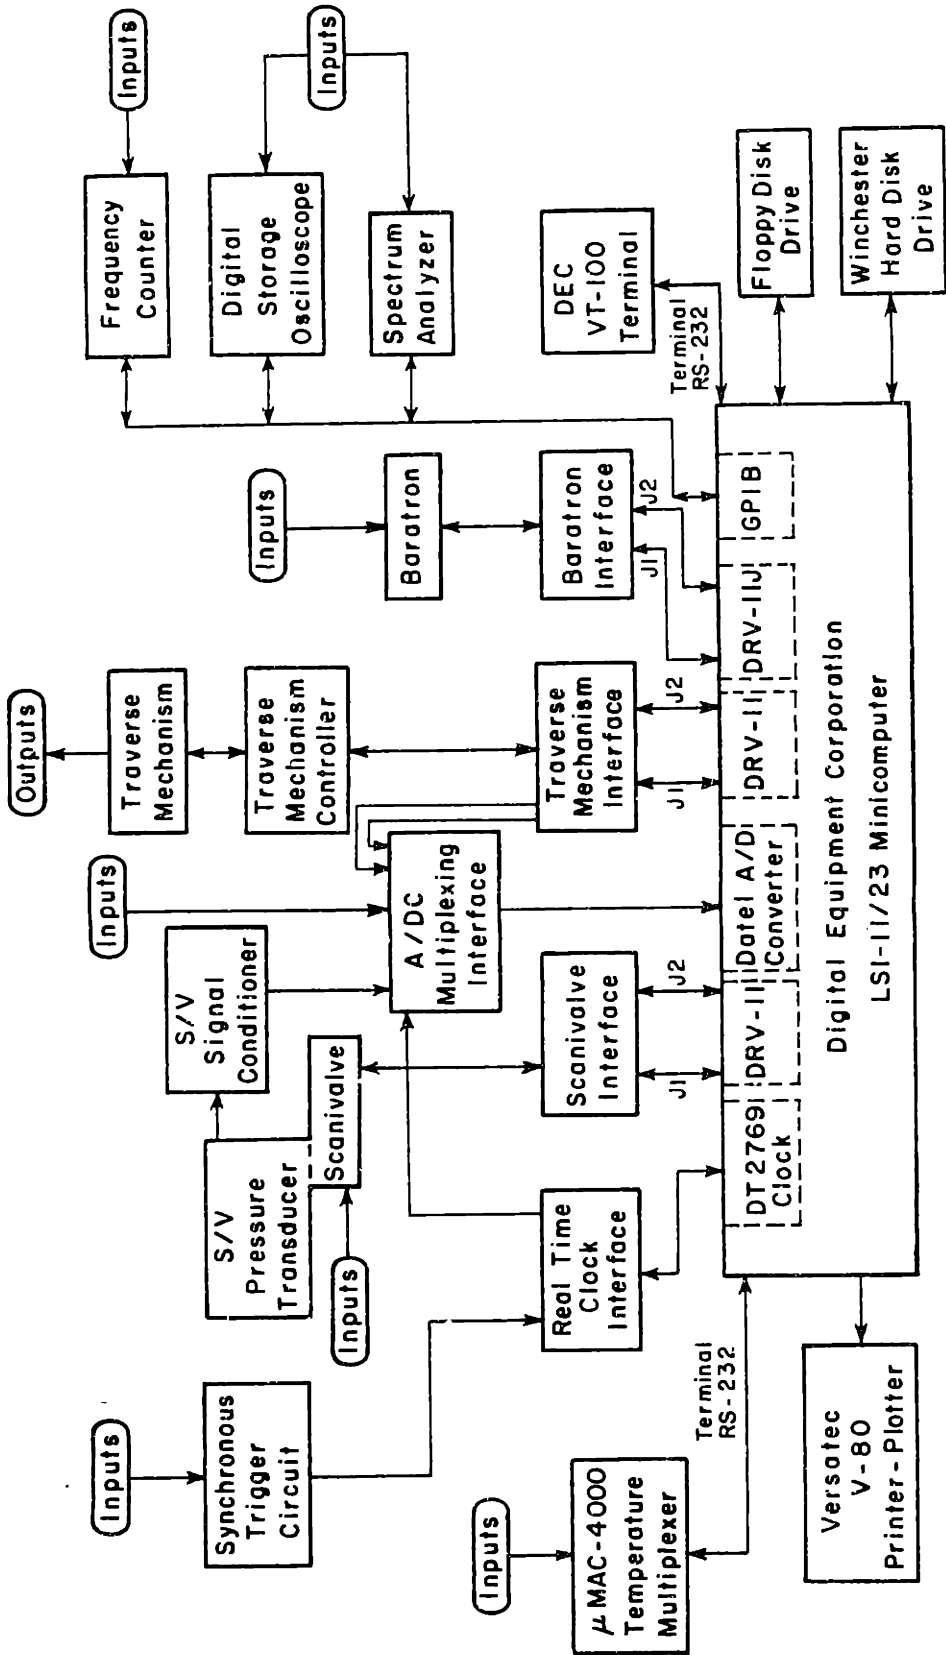 Inputs
Synchronous
Trigger
Circuit
Inputs
μMAC-4000
Temperature
Multiplexer
Terminal
RS-232
Versatec
V-80
Printer-Plotter
S/V
Pressure
Transducer
Scanivalve
Inputs
S/V
Signal
Conditioner
Real Time
Clock
Interface
Inputs
A/DC
Multiplexing
Interface
Scanivalve
Interface
J1
J2
Outputs
Traverse
Mechanism
Traverse
Mechanism
Controller
Traverse
Mechanism
Interface
J1
J2
Inputs
Baratron
Baratron
Interface
J1
J2
Inputs
Frequency
Counter
Digital
Storage
Oscilloscope
Inputs
Spectrum
Analyzer
DEC
VT-100
Terminal
Terminal
RS-232
Floppy Disk
Drive
Winchester
Hard Disk
Drive
DT2769
Clock
DRV-11
Datel A/D
Converter
DRV-11
DRV-11J
GPIB
Digital Equipment Corporation
LSI-11/23 Minicomputer